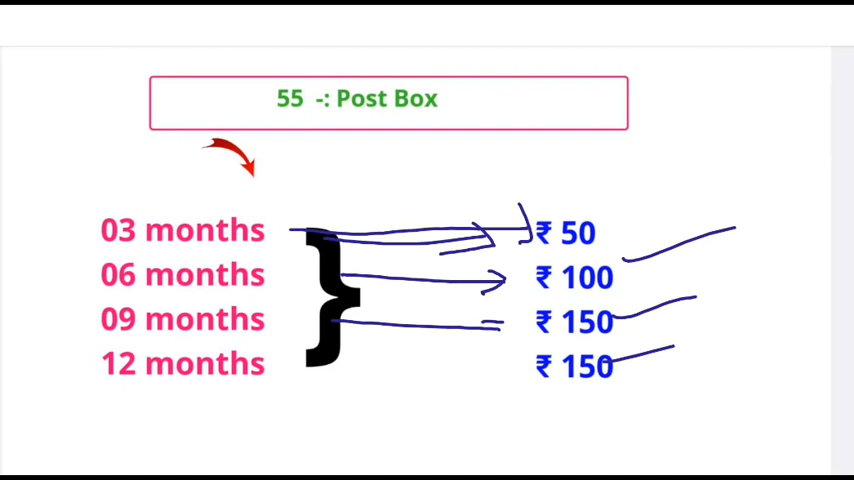 55 -: Post Box
03 months ₹ 50
06 months ₹ 100
09 months ₹ 150
12 months ₹ 150